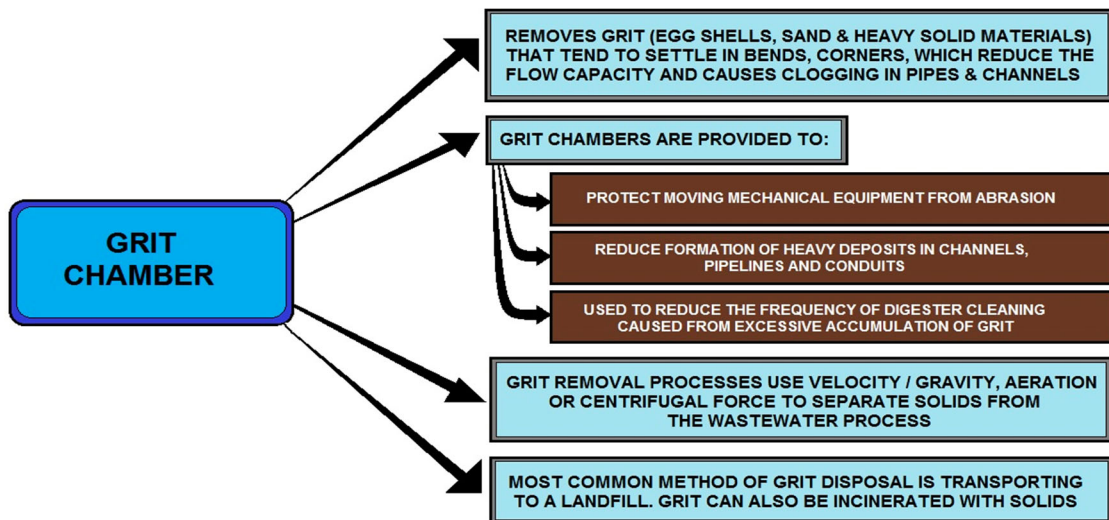 GRIT
CHAMBER
REMOVES GRIT (EGG SHELLS, SAND & HEAVY SOLID MATERIALS)
THAT TEND TO SETTLE IN BENDS, CORNERS, WHICH REDUCE THE
FLOW CAPACITY AND CAUSES CLOGGING IN PIPES & CHANNELS
GRIT CHAMBERS ARE PROVIDED TO:
PROTECT MOVING MECHANICAL EQUIPMENT FROM ABRASION
REDUCE FORMATION OF HEAVY DEPOSITS IN CHANNELS,
PIPELINES AND CONDUITS
USED TO REDUCE THE FREQUENCY OF DIGESTER CLEANING
CAUSED FROM EXCESSIVE ACCUMULATION OF GRIT
GRIT REMOVAL PROCESSES USE VELOCITY / GRAVITY, AERATION
OR CENTRIFUGAL FORCE TO SEPARATE SOLIDS FROM
THE WASTEWATER PROCESS
MOST COMMON METHOD OF GRIT DISPOSAL IS TRANSPORTING
TO A LANDFILL. GRIT CAN ALSO BE INCINERATED WITH SOLIDS